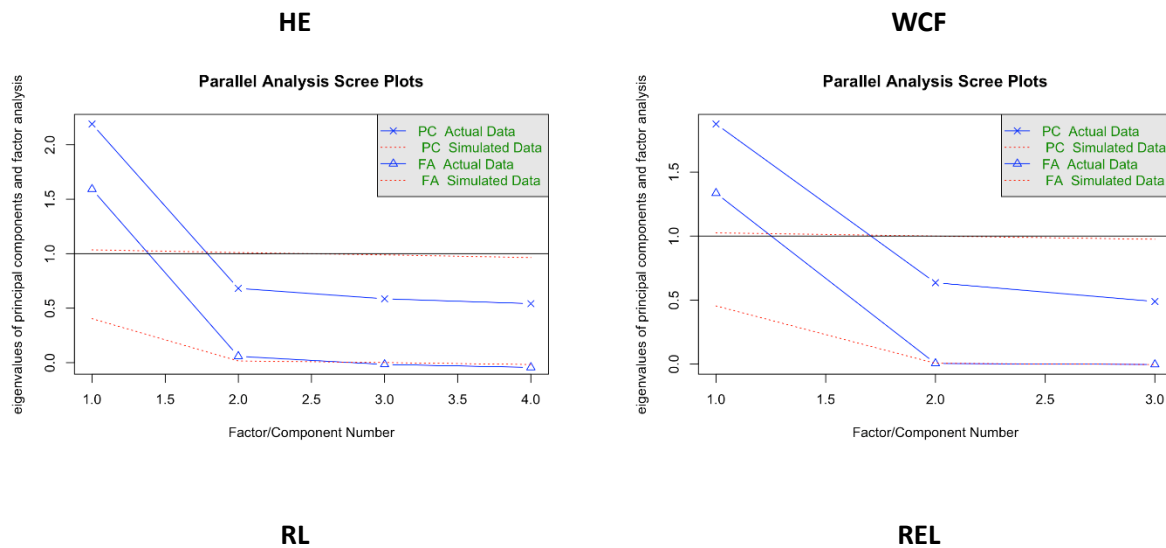 HE
WCF
Parallel Analysis Scree Plots
eigenvalues of principal components and factor analysis
2.0
1.5
1.0
0.5
0.0
PC Actual Data
PC Simulated Data
FA Actual Data
FA Simulated Data
1.0 1.5 2.0 2.5 3.0 3.5 4.0
Factor/Component Number
Parallel Analysis Scree Plots
eigenvalues of principal components and factor analysis
1.5
1.0
0.5
0.0
PC Actual Data
PC Simulated Data
FA Actual Data
FA Simulated Data
1.0 1.5 2.0 2.5 3.0
Factor/Component Number
RL
REL